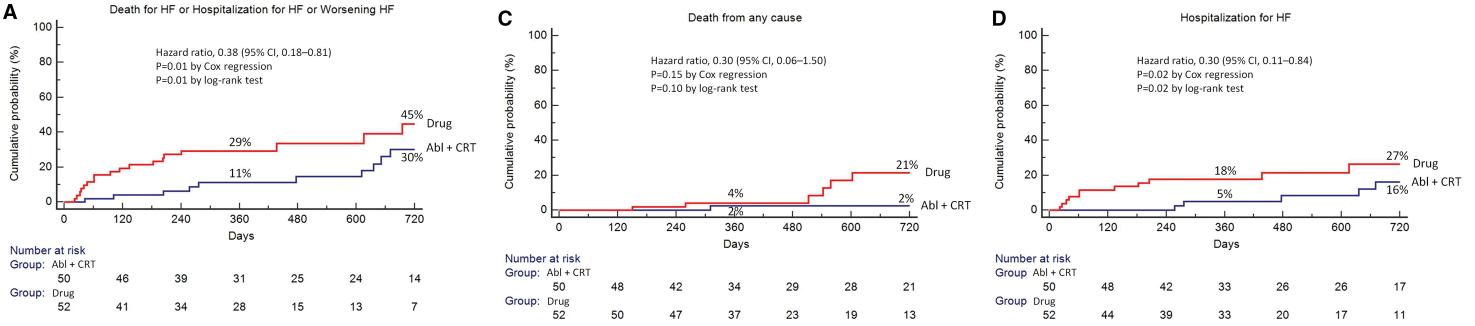 A
Death for HF or Hospitalization for HF or Worsening HF
Cumulative probability (%)
100
80
60
40
20
0
Hazard ratio, 0.38 (95% CI, 0.18–0.81)
P=0.01 by Cox regression
P=0.01 by log-rank test
29%
11%
45%
Drug
Abl + CRT
30%
0 120 240 360 480 600 720
Days
Number at risk
Group: Abl + CRT
50 46 39 31 25 24 14
Group: Drug
52 41 34 28 15 13 7
C
Death from any cause
Cumulative probability (%)
100
80
60
40
20
0
Hazard ratio, 0.30 (95% CI, 0.06–1.50)
P=0.15 by Cox regression
P=0.10 by log-rank test
4%
2%
21%
Drug
2%
Abl + CRT
0 120 240 360 480 600 720
Days
Number at risk
Group: Abl + CRT
50 48 42 34 29 28 21
Group: Drug
52 50 47 37 23 19 13
D
Hospitalization for HF
Cumulative probability (%)
100
80
60
40
20
0
Hazard ratio, 0.30 (95% CI, 0.11–0.84)
P=0.02 by Cox regression
P=0.02 by log-rank test
18%
5%
27%
Drug
Abl + CRT
16%
0 120 240 360 480 600 720
Days
Number at risk
Group: Abl + CRT
50 48 42 33 26 26 17
Group Drug
52 44 39 33 20 17 11